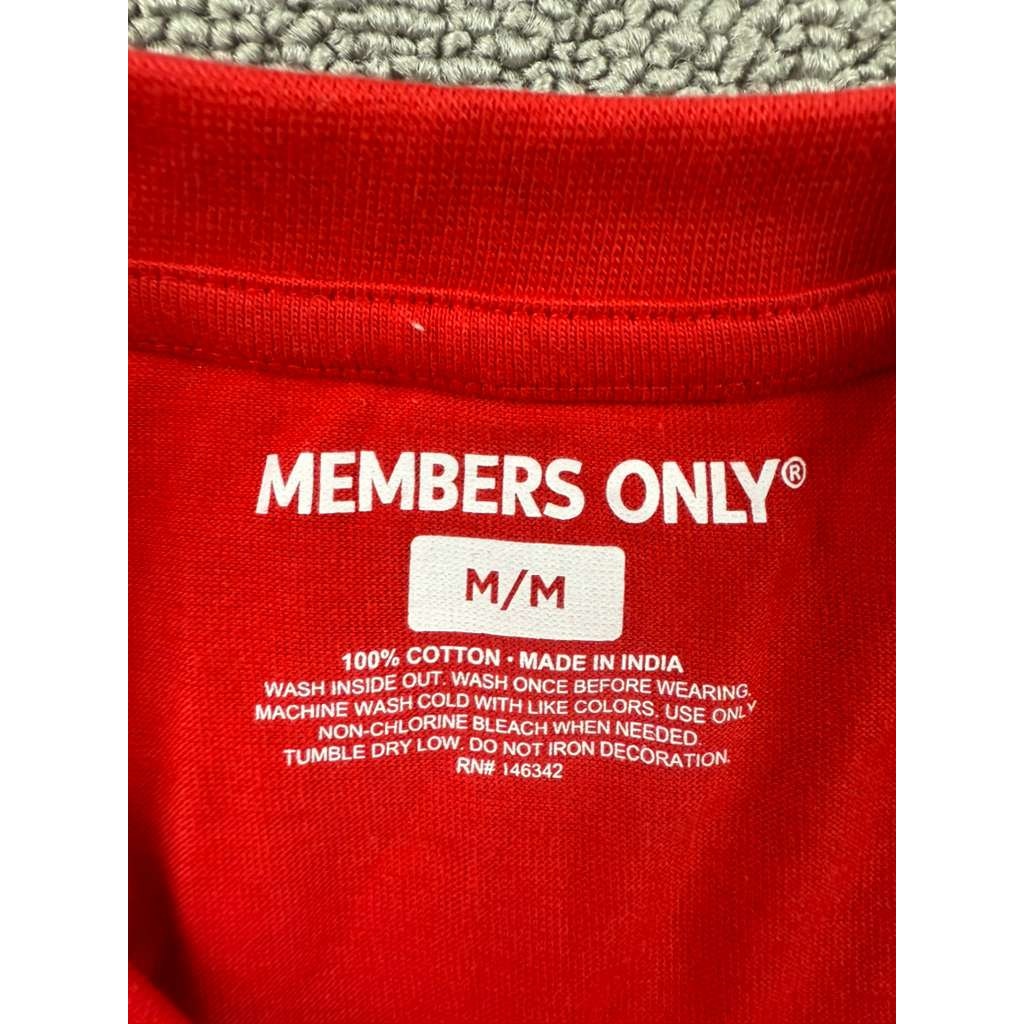 MEMBERS ONLY®
M/M
100% COTTON • MADE IN INDIA
WASH INSIDE OUT. WASH ONCE BEFORE WEARING.
MACHINE WASH COLD WITH LIKE COLORS. USE ONLY
NON-CHLORINE BLEACH WHEN NEEDED.
TUMBLE DRY LOW. DO NOT IRON DECORATION.
RN# 146342